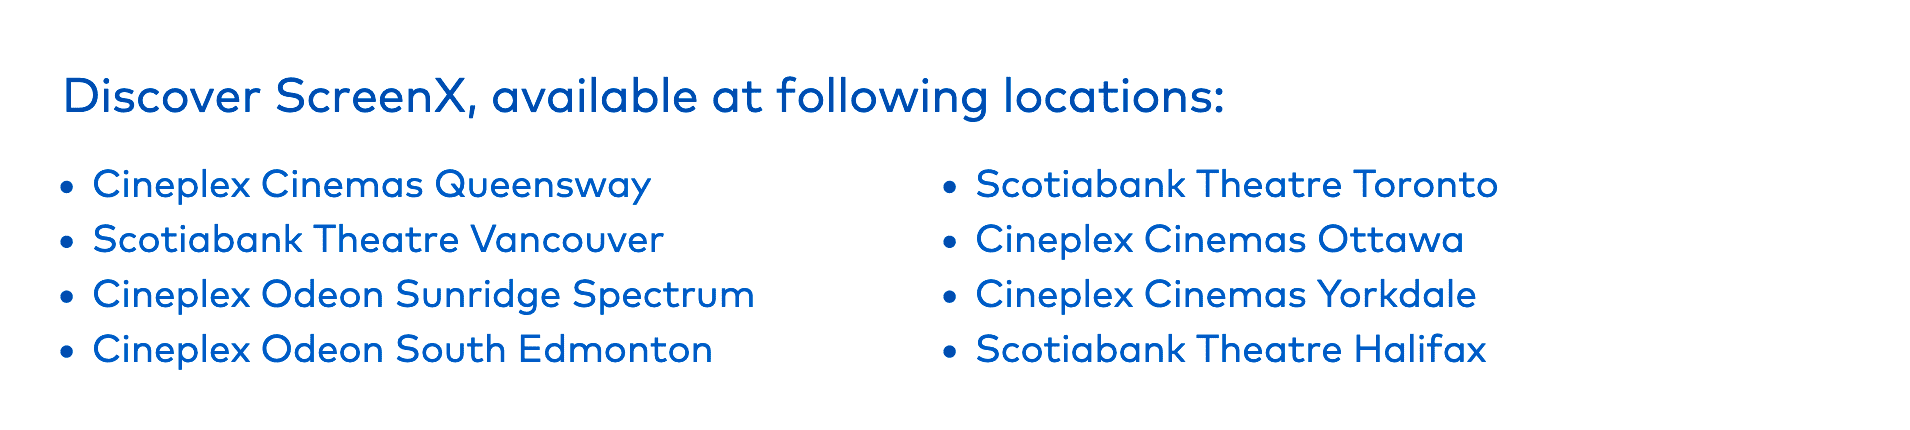 Discover ScreenX, available at following locations:
• Cineplex Cinemas Queensway
• Scotiabank Theatre Vancouver
• Cineplex Odeon Sunridge Spectrum
• Cineplex Odeon South Edmonton
• Scotiabank Theatre Toronto
• Cineplex Cinemas Ottawa
• Cineplex Cinemas Yorkdale
• Scotiabank Theatre Halifax